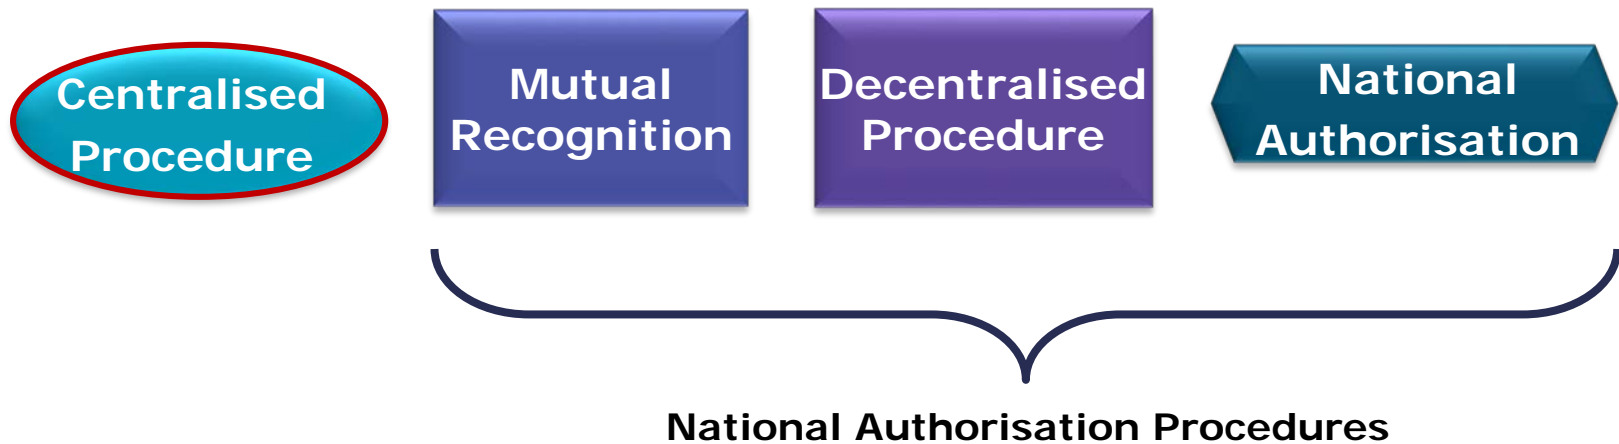 Centralised
Procedure
Mutual
Recognition
Decentralised
Procedure
National
Authorisation
National Authorisation Procedures